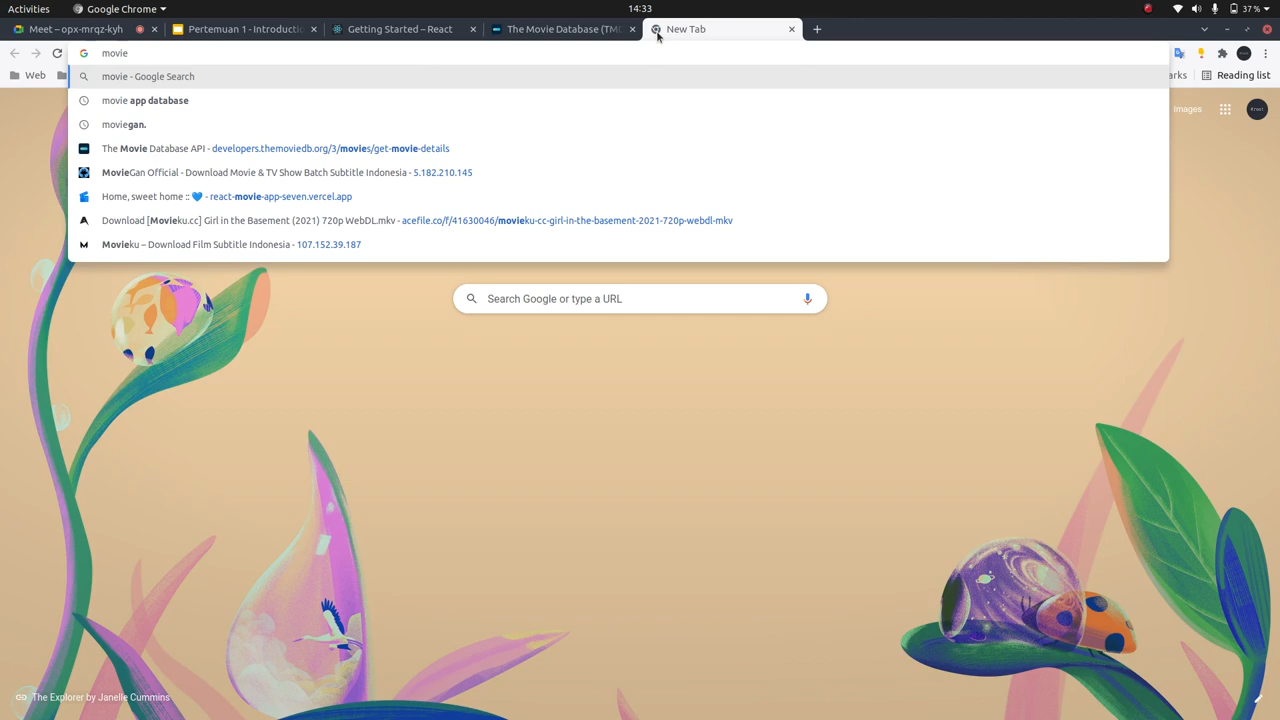 Activities
Google Chrome
14:33
37 %
Meet – opx-mrqz-kyh
Pertemuan 1 - Introductic
Getting Started – React
The Movie Database (TMD
New Tab
movie
Web
arks
Reading list
movie - Google Search
movie app database
moviegan.
The Movie Database API - developers.themoviedb.org/3/movies/get-movie-details
MovieGan Official - Download Movie & TV Show Batch Subtitle Indonesia - 5.182.210.145
Home, sweet home :: 💙 - react-movie-app-seven.vercel.app
Download [Movieku.cc] Girl in the Basement (2021) 720p WebDL.mkv - acefile.co/f/41630046/movieku-cc-girl-in-the-basement-2021-720p-webdl-mkv
Movieku – Download Film Subtitle Indonesia - 107.152.39.187
Images
Search Google or type a URL
The Explorer by Janelle Cummins